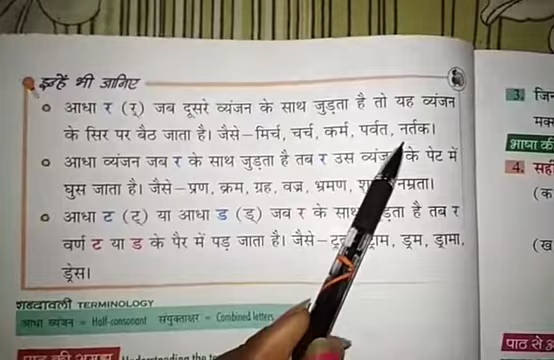 इन्हें भी जानिए
आधा र (र्) जब दूसरे व्यंजन के साथ जुड़ता है तो यह व्यंजन
के सिर पर बैठ जाता है। जैसे–मिर्च, चर्च, कर्म, पर्वत, नर्तक।
आधा व्यंजन जब र के साथ जुड़ता है तब र उस के पेट में
घुस जाता है। जैसे–प्रण, क्रम, ग्रह, वज्र, भ्रमण, नम्रता।
आधा ट (ट्) या आधा ड (ड्) जब र के साथ है तब र
वर्ण ट या ड के पैर में पड़ जाता है। जैसे– ड्रम, ड्रामा,
ड्रेस।
शब्दावली TERMINOLOGY
आधा व्यंजन = Half-consonant संयुक्ताक्षर = Combined letters
Understanding the
3.
4.
(क
(ख